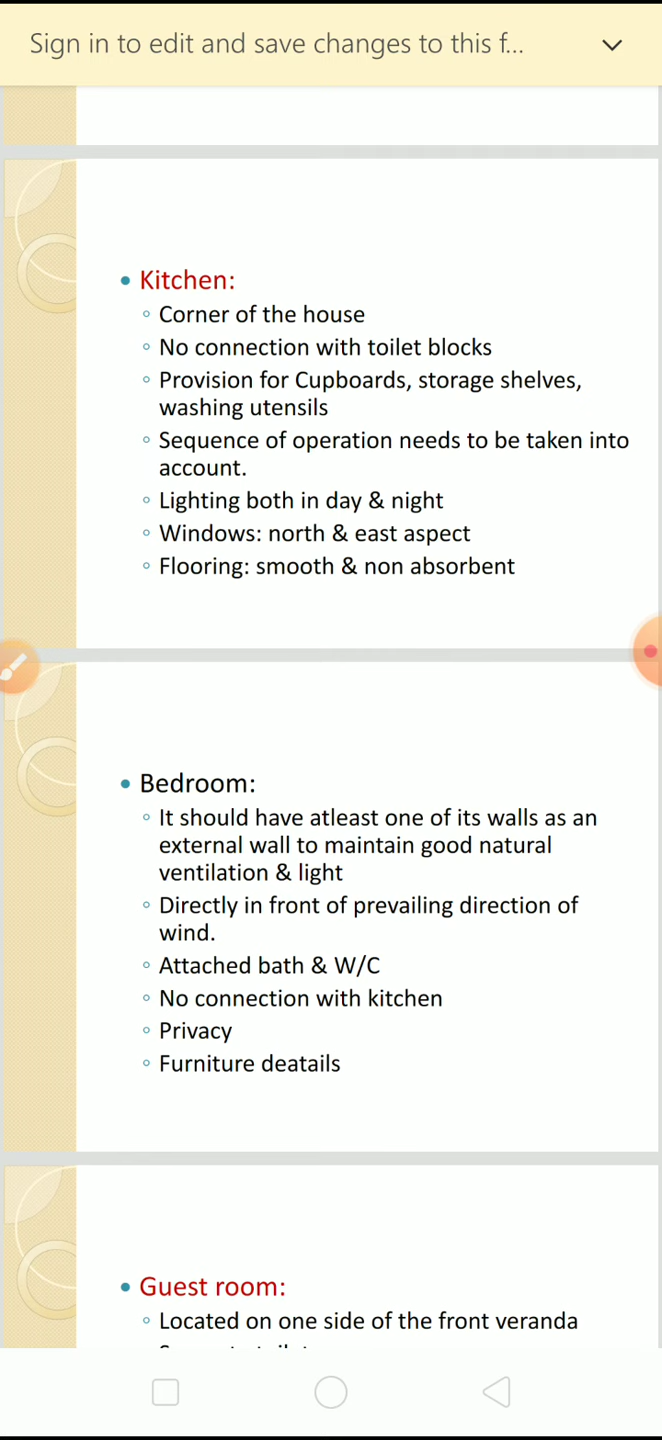 Sign in to edit and save changes to this f...
Kitchen:
Corner of the house
No connection with toilet blocks
Provision for Cupboards, storage shelves,
washing utensils
Sequence of operation needs to be taken into
account.
Lighting both in day & night
Windows: north & east aspect
Flooring: smooth & non absorbent
Bedroom:
It should have atleast one of its walls as an
external wall to maintain good natural
ventilation & light
Directly in front of prevailing direction of
wind.
Attached bath & W/C
No connection with kitchen
Privacy
Furniture deatails
Guest room:
Located on one side of the front veranda